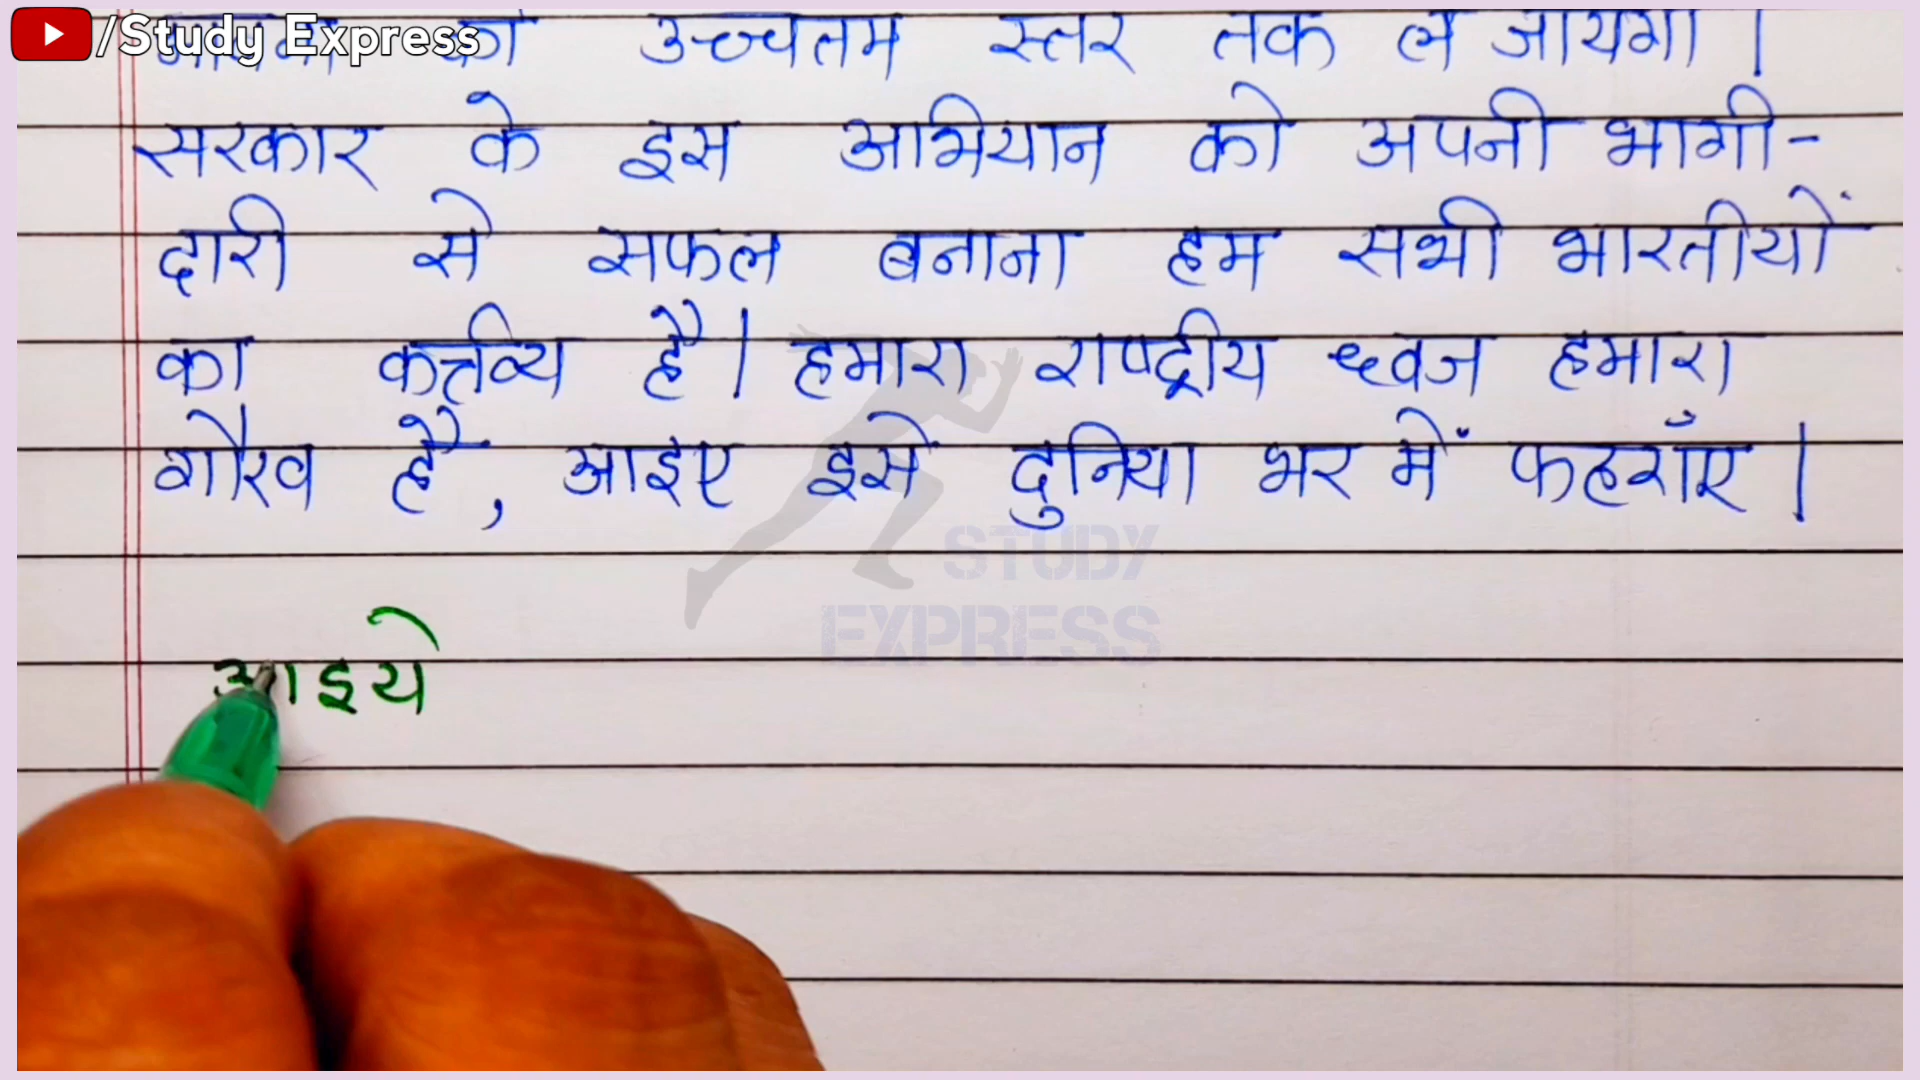 /Study Express
को उच्चतम स्तर तक ले जायेगा।
सरकार के इस अभियान को अपनी भागी-
दारी से सफल बनाना हम सभी भारतीयों
का कर्त्तव्य है। हमारा राष्ट्रीय ध्वज हमारा
गौरव है, आइए इसे दुनिया भर में फहराएँ।
STUDY
EXPRESS
आइये